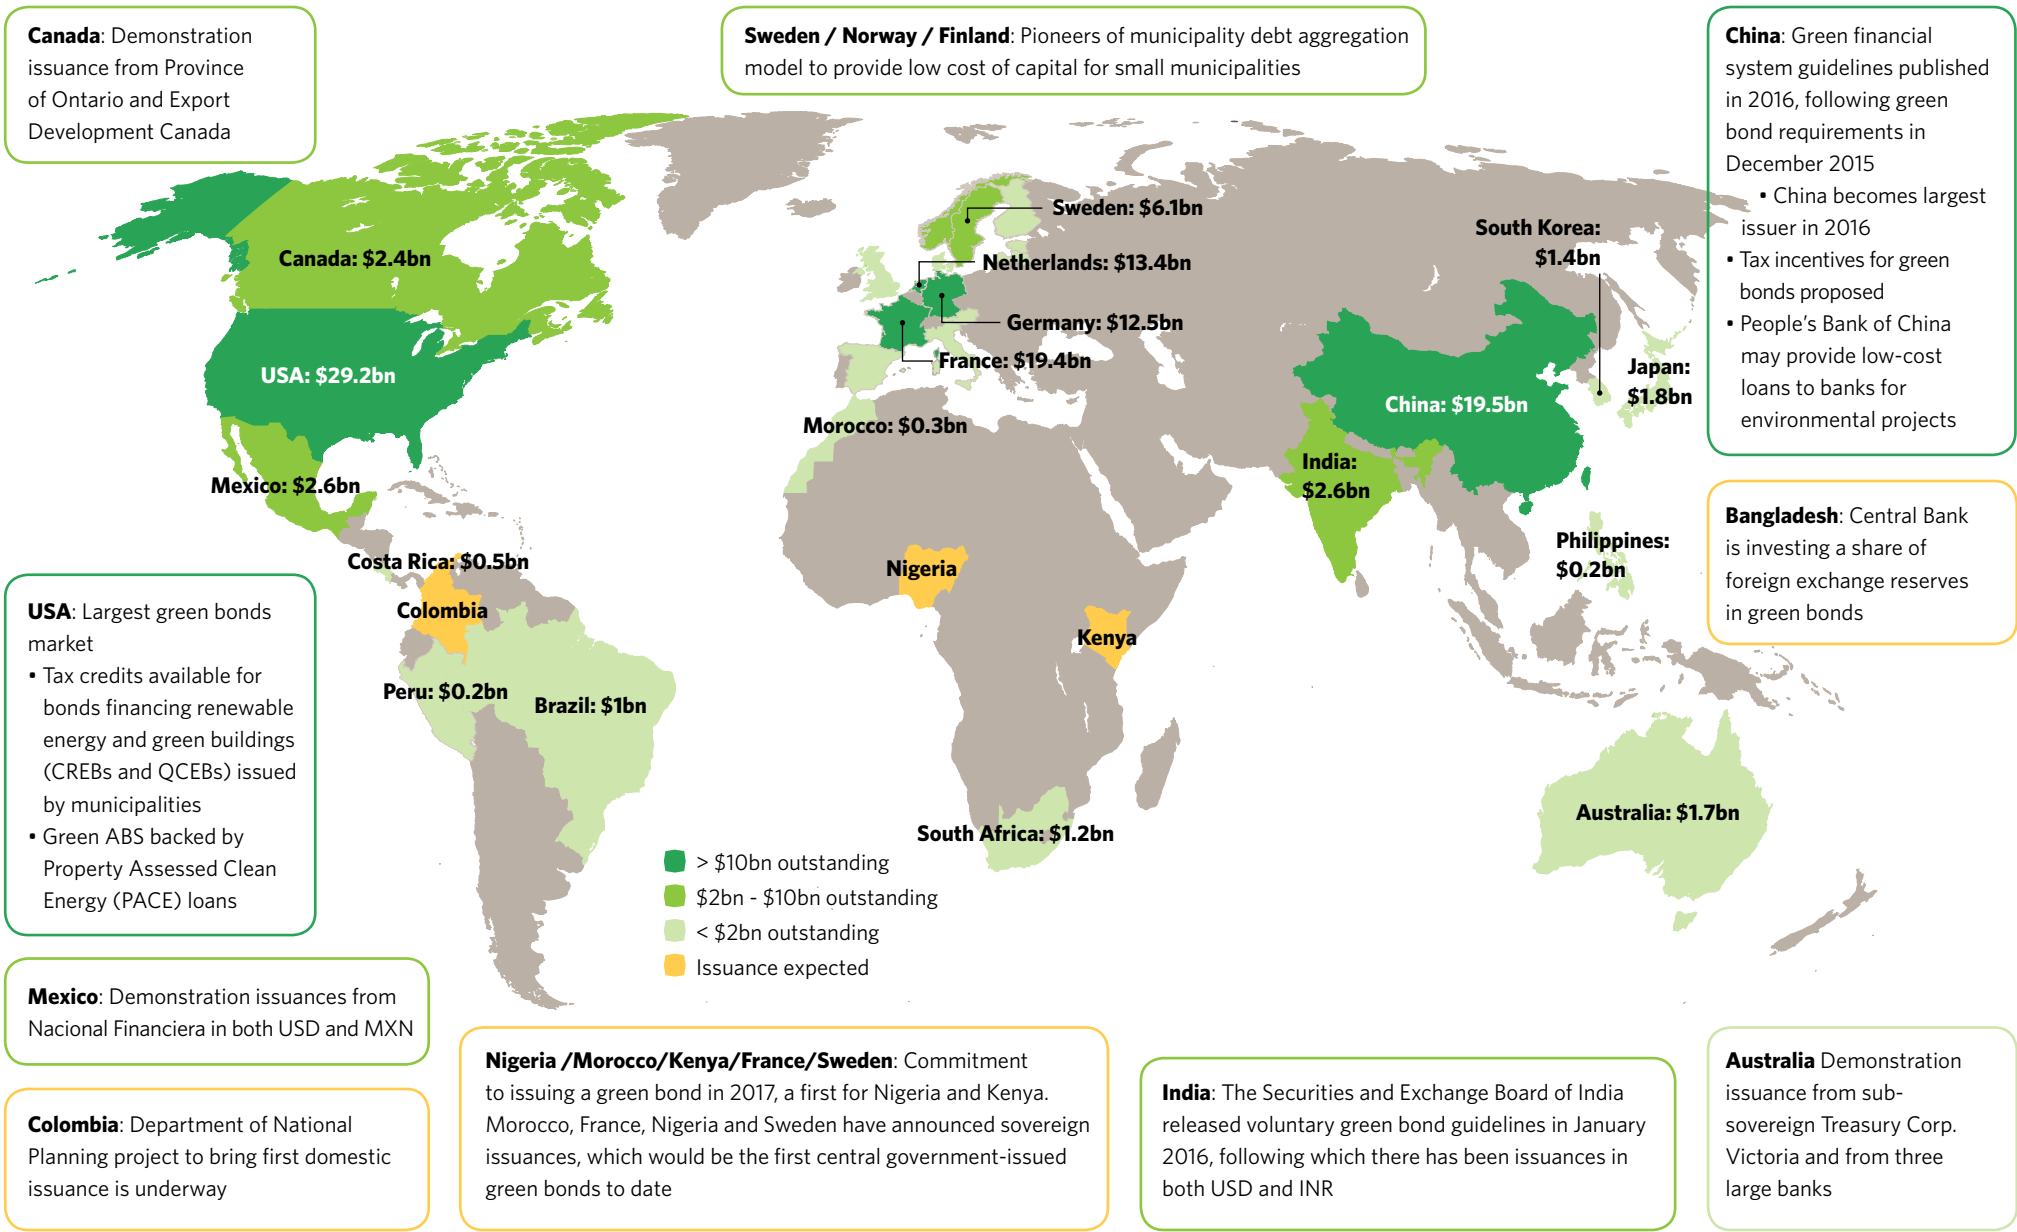 Canada: Demonstration
issuance from Province
of Ontario and Export
Development Canada
Sweden / Norway / Finland: Pioneers of municipality debt aggregation
model to provide low cost of capital for small municipalities
China: Green financial
system guidelines published
in 2016, following green
bond requirements in
December 2015
• China becomes largest
issuer in 2016
• Tax incentives for green
bonds proposed
• People’s Bank of China
may provide low-cost
loans to banks for
environmental projects
Sweden: $6.1bn
South Korea:
$1.4bn
Canada: $2.4bn
Netherlands: $13.4bn
Germany: $12.5bn
France: $19.4bn
USA: $29.2bn
Japan:
$1.8bn
China: $19.5bn
Morocco: $0.3bn
India:
$2.6bn
Mexico: $2.6bn
Philippines:
$0.2bn
Costa Rica: $0.5bn
Nigeria
Colombia
Kenya
Peru: $0.2bn
Brazil: $1bn
Australia: $1.7bn
South Africa: $1.2bn
Bangladesh: Central Bank
is investing a share of
foreign exchange reserves
in green bonds
USA: Largest green bonds
market
• Tax credits available for
bonds financing renewable
energy and green buildings
(CREBs and QCEBs) issued
by municipalities
• Green ABS backed by
Property Assessed Clean
Energy (PACE) loans
> $10bn outstanding
$2bn - $10bn outstanding
< $2bn outstanding
Issuance expected
Mexico: Demonstration issuances from
Nacional Financiera in both USD and MXN
Colombia: Department of National
Planning project to bring first domestic
issuance is underway
Nigeria /Morocco/Kenya/France/Sweden: Commitment
to issuing a green bond in 2017, a first for Nigeria and Kenya.
Morocco, France, Nigeria and Sweden have announced sovereign
issuances, which would be the first central government-issued
green bonds to date
India: The Securities and Exchange Board of India
released voluntary green bond guidelines in January
2016, following which there has been issuances in
both USD and INR
Australia Demonstration
issuance from sub-
sovereign Treasury Corp.
Victoria and from three
large banks